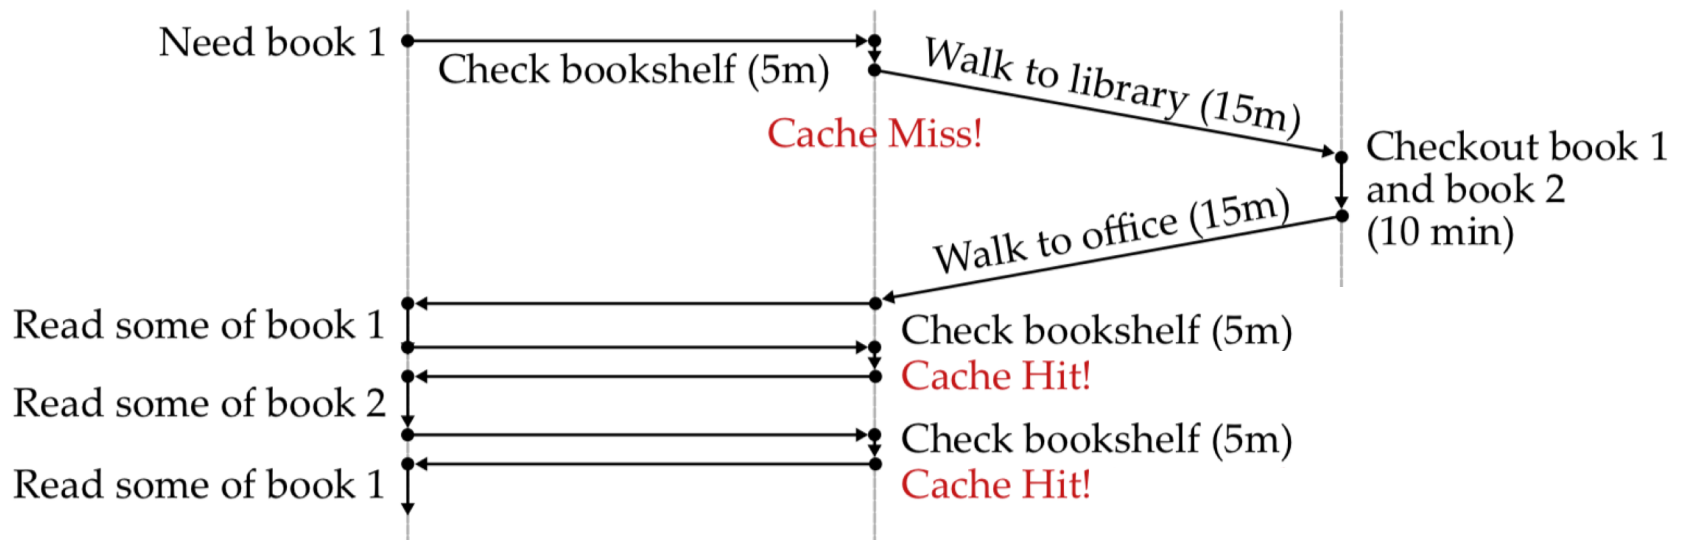 Need book 1
Check bookshelf (5m)
Walk to library (15m)
Cache Miss!
Checkout book 1
and book 2
(10 min)
Walk to office (15m)
Read some of book 1
Check bookshelf (5m)
Cache Hit!
Read some of book 2
Check bookshelf (5m)
Cache Hit!
Read some of book 1